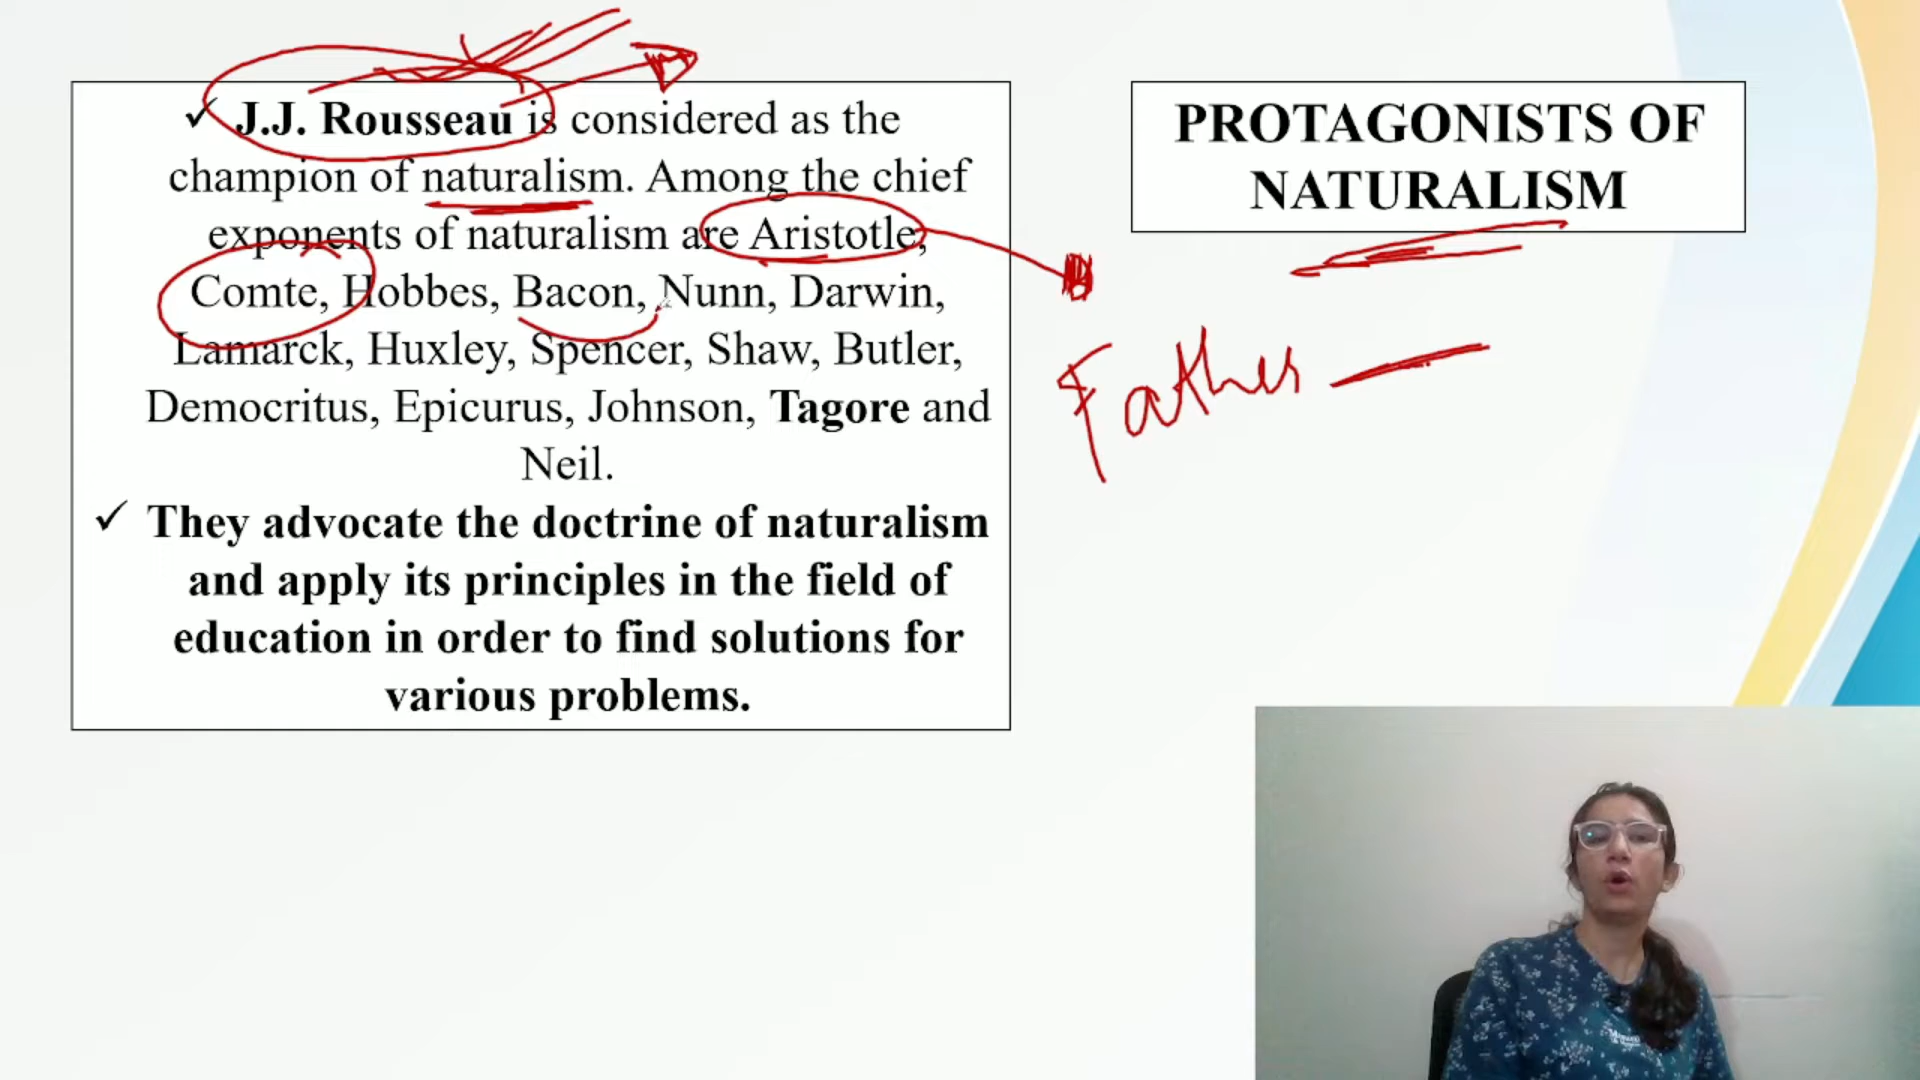 ✓ J.J. Rousseau is considered as the
champion of naturalism. Among the chief
exponents of naturalism are Aristotle,
Comte, Hobbes, Bacon, Nunn, Darwin,
Lamarck, Huxley, Spencer, Shaw, Butler,
Democritus, Epicurus, Johnson, Tagore and
Neil.
✓ They advocate the doctrine of naturalism
and apply its principles in the field of
education in order to find solutions for
various problems.
PROTAGONISTS OF
NATURALISM
Father